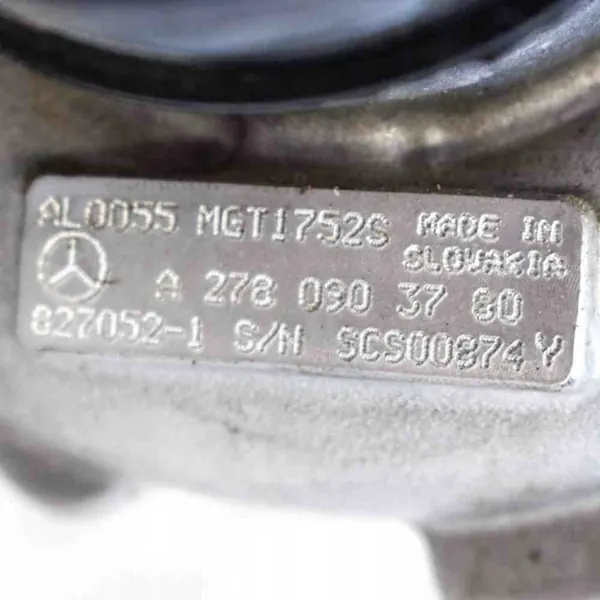 AL0055 MGT1752S MADE IN
SLOVAKIA
A 278 090 37 80
827052-1 S/N SCS00874Y